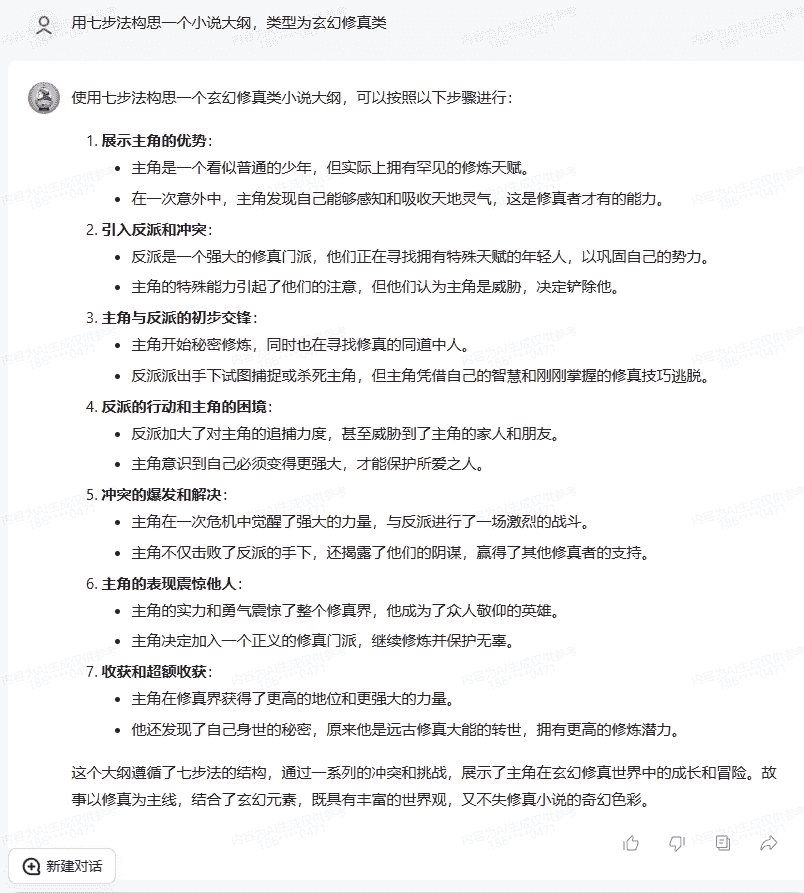 用七步法构思一个小说大纲，类型为玄幻修真类
使用七步法构思一个玄幻修真类小说大纲，可以按照以下步骤进行：
1. 展示主角的优势：
• 主角是一个看似普通的少年，但实际上拥有罕见的修炼天赋。
• 在一次意外中，主角发现自己能够感知和吸收天地灵气，这是修真者才有的能力。
2. 引入反派和冲突：
• 反派是一个强大的修真门派，他们正在寻找拥有特殊天赋的年轻人，以巩固自己的势力。
• 主角的特殊能力引起了他们的注意，但他们认为主角是威胁，决定铲除他。
3. 主角与反派的初步交锋：
• 主角开始秘密修炼，同时也在寻找修真的同道中人。
• 反派派出手下试图捕捉或杀死主角，但主角凭借自己的智慧和刚刚掌握的修真技巧逃脱。
4. 反派的行动和主角的困境：
• 反派加大了对主角的追捕力度，甚至威胁到了主角的家人和朋友。
• 主角意识到自己必须变得更强大，才能保护所爱之人。
5. 冲突的爆发和解决：
• 主角在一次危机中觉醒了强大的力量，与反派进行了一场激烈的战斗。
• 主角不仅击败了反派的手下，还揭露了他们的阴谋，赢得了其他修真者的支持。
6. 主角的表现震惊他人：
• 主角的实力和勇气震惊了整个修真界，他成为了众人敬仰的英雄。
• 主角决定加入一个正义的修真门派，继续修炼并保护无辜。
7. 收获和超额收获：
• 主角在修真界获得了更高的地位和更强大的力量。
• 他还发现了自己身世的秘密，原来他是远古修真大能的转世，拥有更高的修炼潜力。
这个大纲遵循了七步法的结构，通过一系列的冲突和挑战，展示了主角在玄幻修真世界中的成长和冒险。故
事以修真为主线，结合了玄幻元素，既具有丰富的世界观，又不失修真小说的奇幻色彩。
新建对话